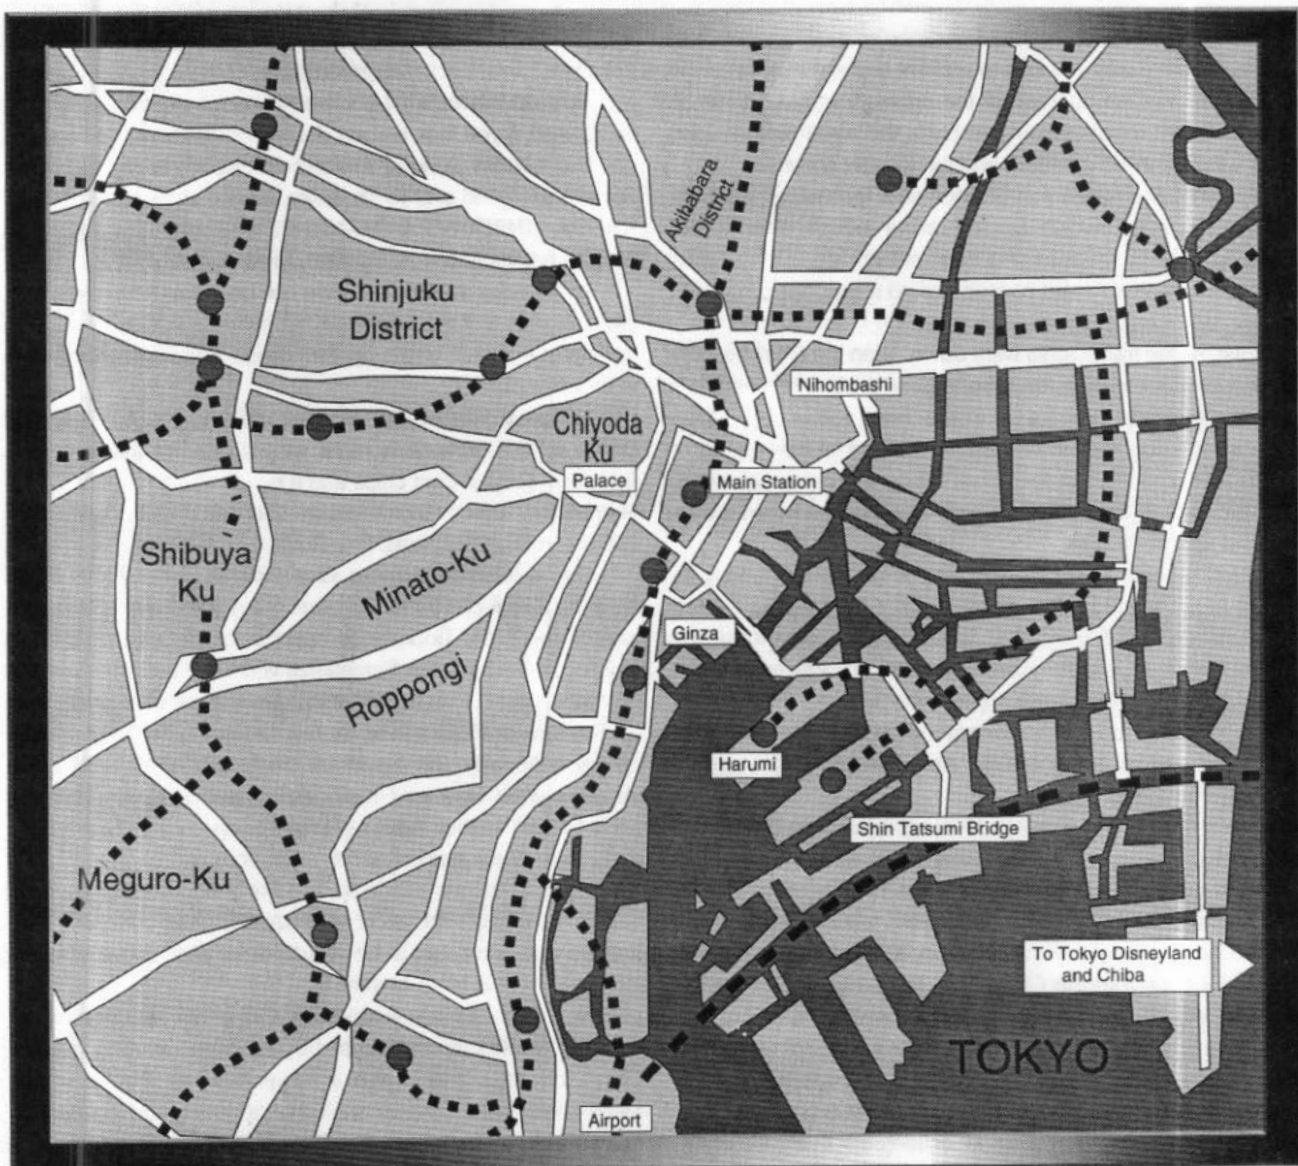 Akihabara
District
Shinjuku
District
Nihombashi
Chiyoda
Ku
Palace
Main Station
Shibuya
Ku
Minato-Ku
Ginza
Roppongi
Harumi
Shin Tatsumi Bridge
Meguro-Ku
To Tokyo Disneyland
and Chiba
TOKYO
Airport